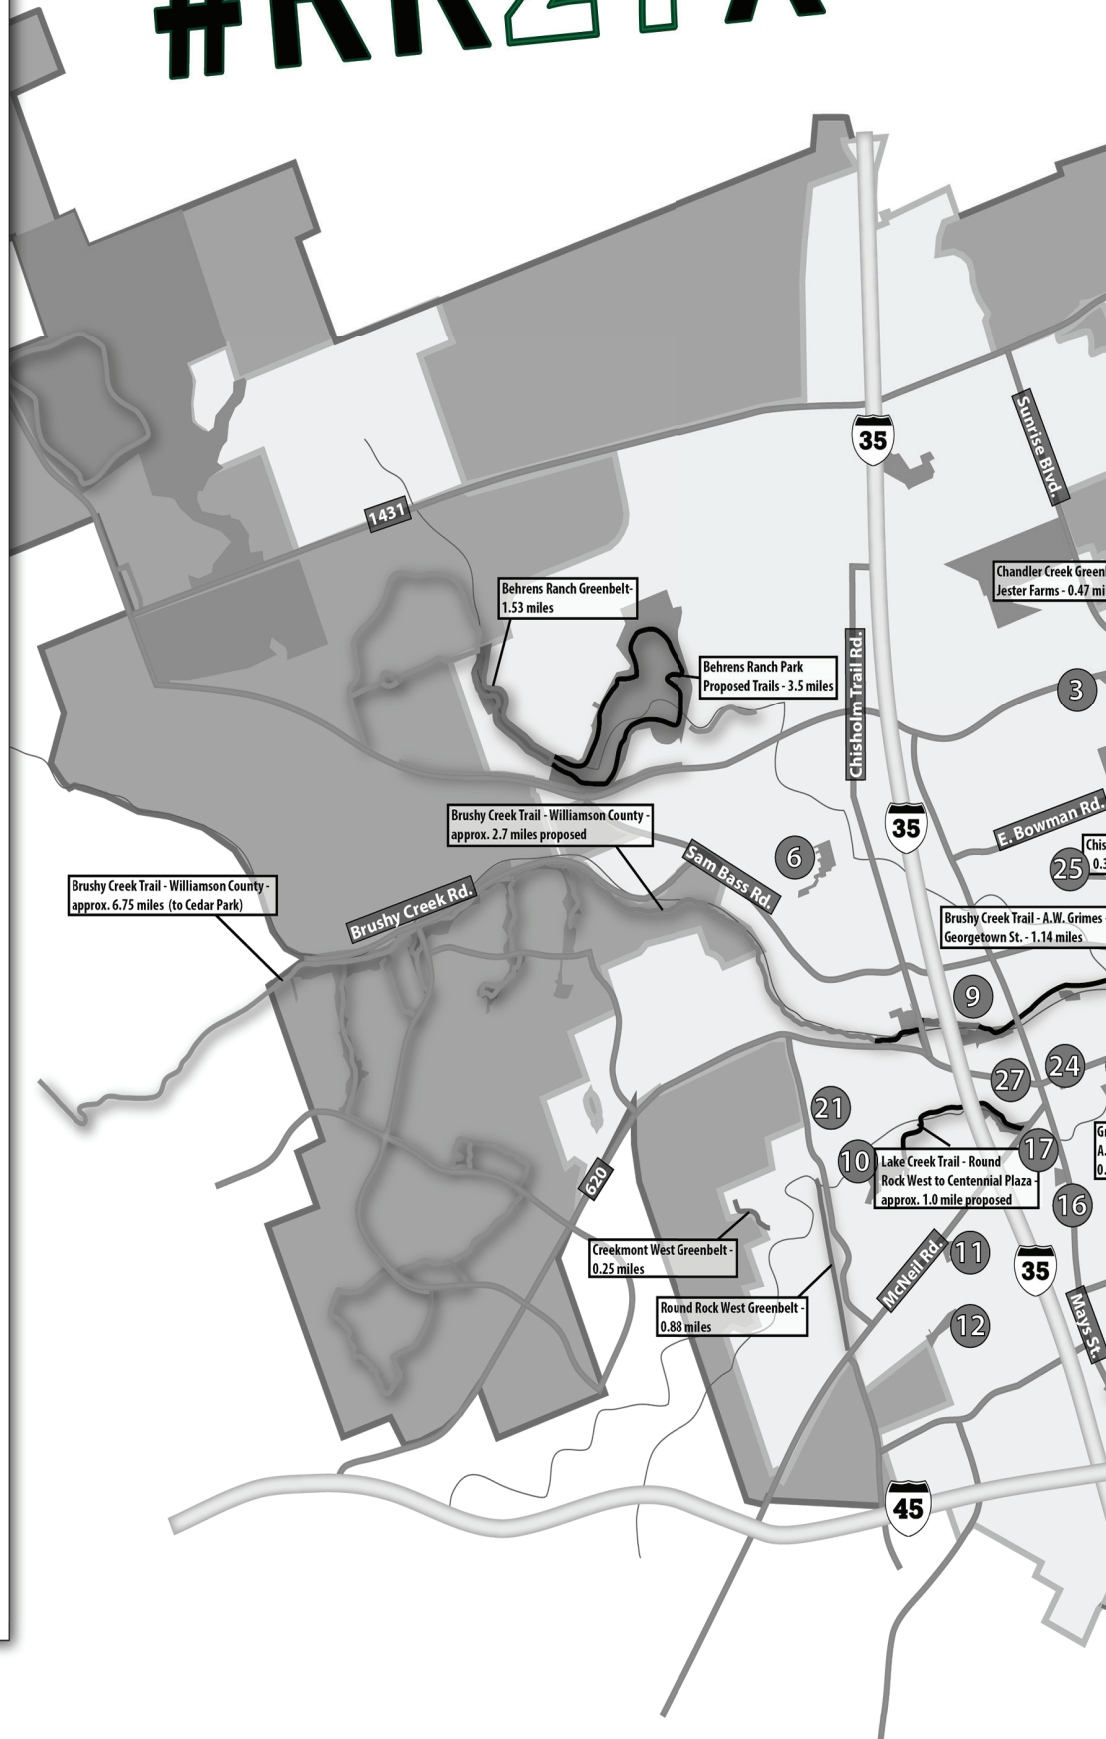 1431
35
Sunrise Blvd.
Behrens Ranch Greenbelt-
1.53 miles
Chandler Creek
Jester Farms - 0.47
Behrens Ranch Park
Proposed Trails - 3.5 miles
Chisholm Trail Rd.
3
Brushy Creek Trail - Williamson County -
approx. 2.7 miles proposed
35
E. Bowman Rd.
6
Sam Bass Rd.
25
Brushy Creek Trail - Williamson County -
approx. 6.75 miles (to Cedar Park)
Brushy Creek Rd.
Brushy Creek Trail - A.W. Grimes -
Georgetown St. - 1.14 miles
9
27
24
21
10
17
Lake Creek Trail - Round
Rock West to Centennial Plaza -
approx. 1.0 mile proposed
620
16
Creekmont West Greenbelt -
0.25 miles
McNeil Rd.
11
35
Round Rock West Greenbelt -
0.88 miles
12
Mays St.
45